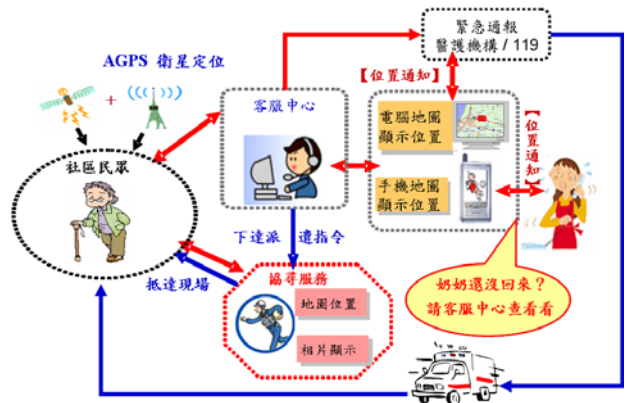 緊急通報
醫護機構 / 119
AGPS 衛星定位
【位置通知】
+
客服中心
電腦地圖
顯示位置
【位置通知】
社區民眾
手機地圖
顯示位置
下達派 遣指令
抵達現場
協尋服務
地圖位置
相片顯示
奶奶還沒回來?
請客服中心查看看